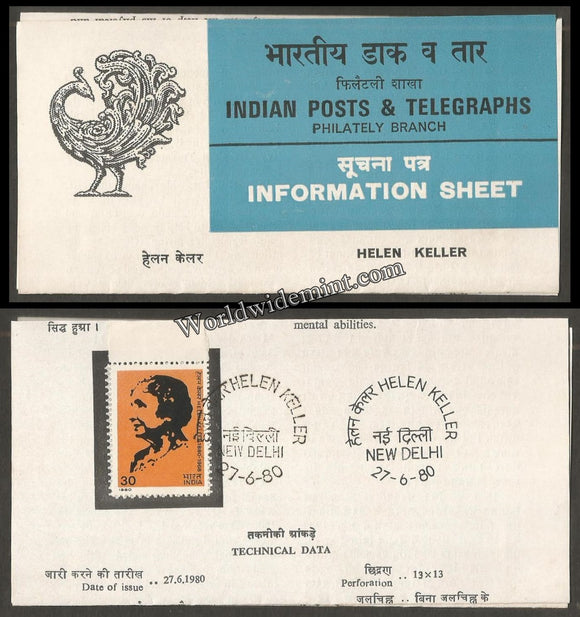 भारतीय डाक व तार
फिलैटली शाखा
INDIAN POSTS & TELEGRAPHS
PHILATELY BRANCH
सूचना पत्र
INFORMATION SHEET
हेलन केलर
HELEN KELLER
Worldwidemint.com
सिद्ध हुआ।
mental abilities.
HELEN KELLER
नई दिल्ली
NEW DELHI
27-6-80
हेलन केलर HELEN KELLER
नई दिल्ली
NEW DELHI
27-6-80
30
1980
भारत
INDIA
तकनीकी आंकड़े
TECHNICAL DATA
जारी करने की तारीख
Date of issue .. 27.6.1980
छिद्रण
Perforation .. 13×13
जलचिह्न .. बिना जलचिह्न के